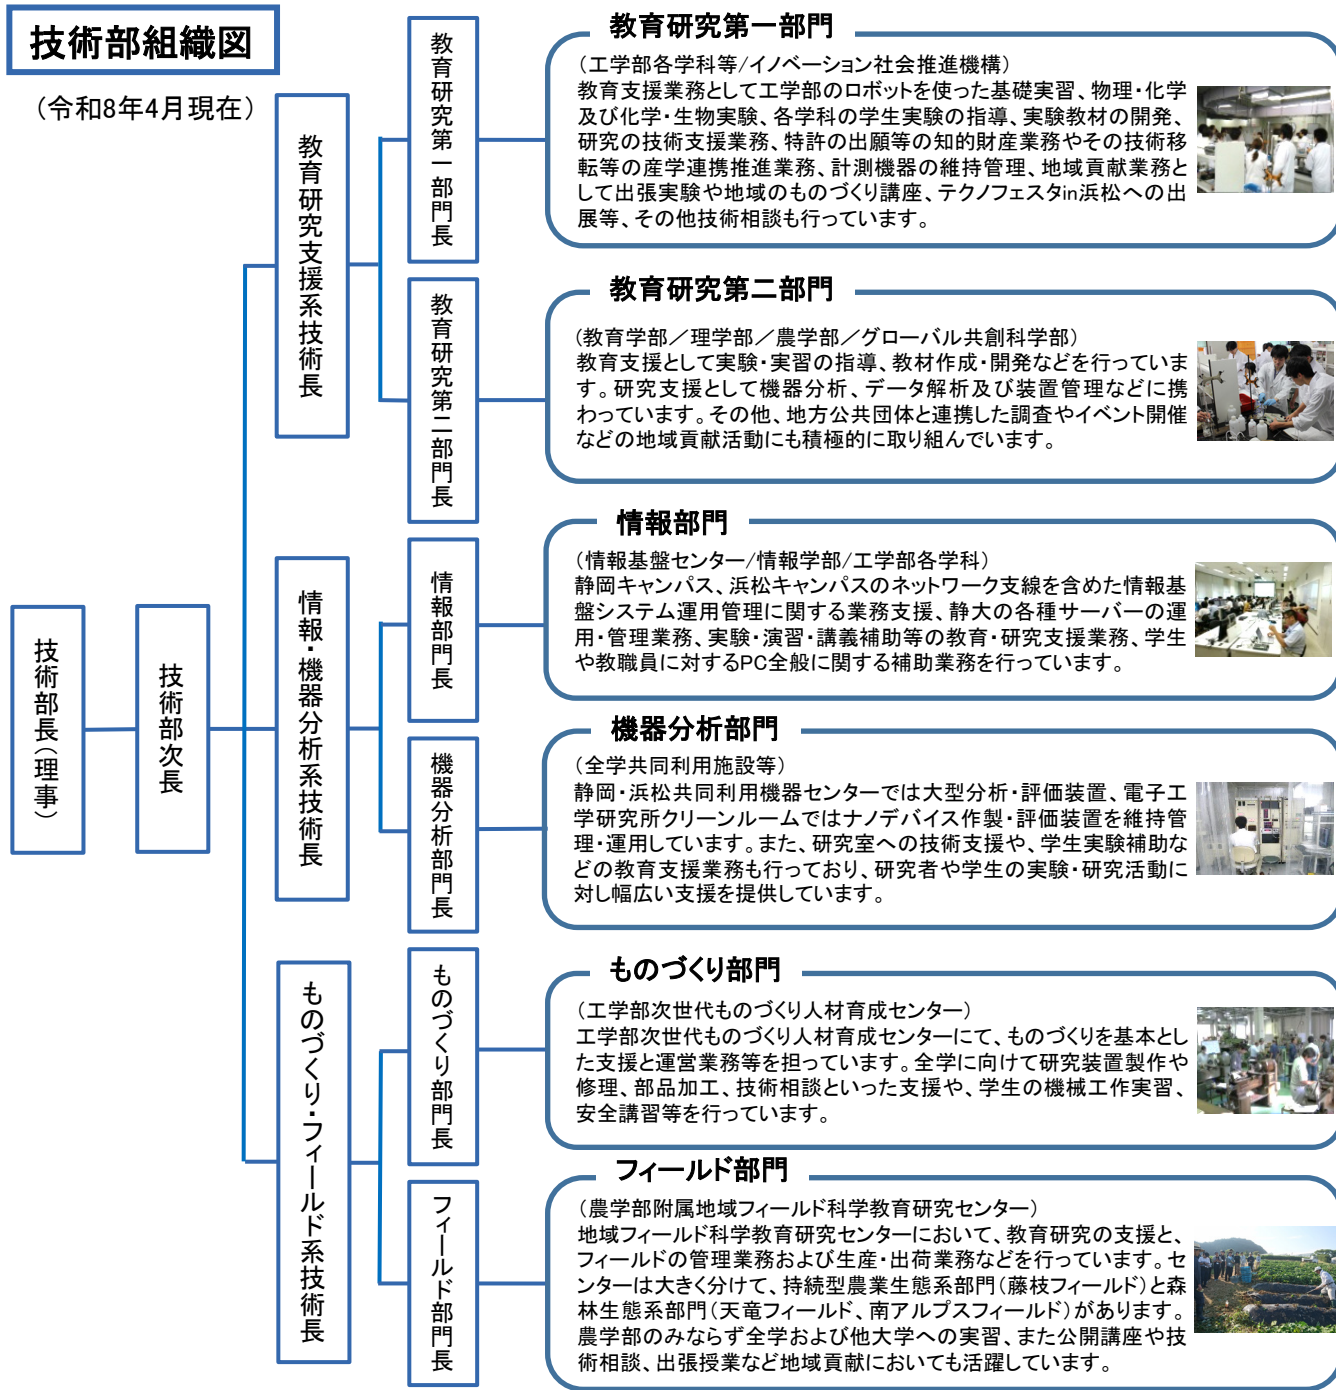 技術部組織図
（令和8年4月現在）
技術部長（理事）
技術部次長
教育研究支援系技術長
教育研究第一部門長
教育研究第一部門
（工学部各学科等/イノベーション社会推進機構）
教育支援業務として工学部のロボットを使った基礎実習、物理・化学
及び化学・生物実験、各学科の学生実験の指導、実験教材の開発、
研究の技術支援業務、特許の出願等の知的財産業務やその技術移
転等の産学連携推進業務、計測機器の維持管理、地域貢献業務と
して出張実験や地域のものづくり講座、テクノフェスタin浜松への出
展等、その他技術相談も行っています。
教育研究第二部門長
教育研究第二部門
（教育学部／理学部／農学部／グローバル共創科学部）
教育支援として実験・実習の指導、教材作成・開発などを行っていま
す。研究支援として機器分析、データ解析及び装置管理などに携
わっています。その他、地方公共団体と連携した調査やイベント開催
などの地域貢献活動にも積極的に取り組んでいます。
情報・機器分析系技術長
情報部門長
情報部門
（情報基盤センター/情報学部/工学部各学科）
静岡キャンパス、浜松キャンパスのネットワーク支線を含めた情報基
盤システム運用管理に関する業務支援、静大の各種サーバーの運
用・管理業務、実験・演習・講義補助等の教育・研究支援業務、学生
や教職員に対するPC全般に関する補助業務を行っています。
機器分析部門長
機器分析部門
（全学共同利用施設等）
静岡・浜松共同利用機器センターでは大型分析・評価装置、電子工
学研究所クリーンルームではナノデバイス作製・評価装置を維持管
理・運用しています。また、研究室への技術支援や、学生実験補助な
どの教育支援業務も行っており、研究者や学生の実験・研究活動に
対し幅広い支援を提供しています。
ものづくり・フィールド系技術長
ものづくり部門長
ものづくり部門
（工学部次世代ものづくり人材育成センター）
工学部次世代ものづくり人材育成センターにて、ものづくりを基本とし
た支援と運営業務等を担っています。全学に向けて研究装置製作や
修理、部品加工、技術相談といった支援や、学生の機械工作実習、
安全講習等を行っています。
フィールド部門長
フィールド部門
（農学部附属地域フィールド科学教育研究センター）
地域フィールド科学教育研究センターにおいて、教育研究の支援と、
フィールドの管理業務および生産・出荷業務などを行っています。セ
ンターは大きく分けて、持続型農業生態系部門（藤枝フィールド）と森
林生態系部門（天竜フィールド、南アルプスフィールド）があります。
農学部のみならず全学および他大学への実習、また公開講座や技
術相談、出張授業など地域貢献においても活躍しています。